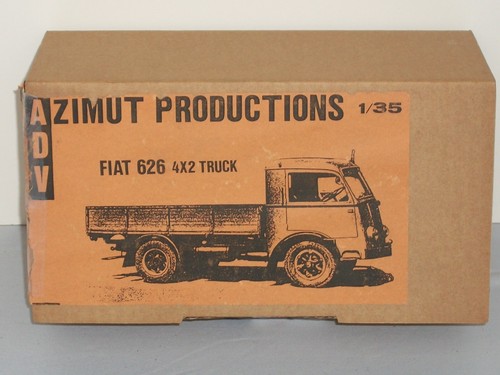 AZIMUT PRODUCTIONS 1/35
ADV
FIAT 626 4X2 TRUCK